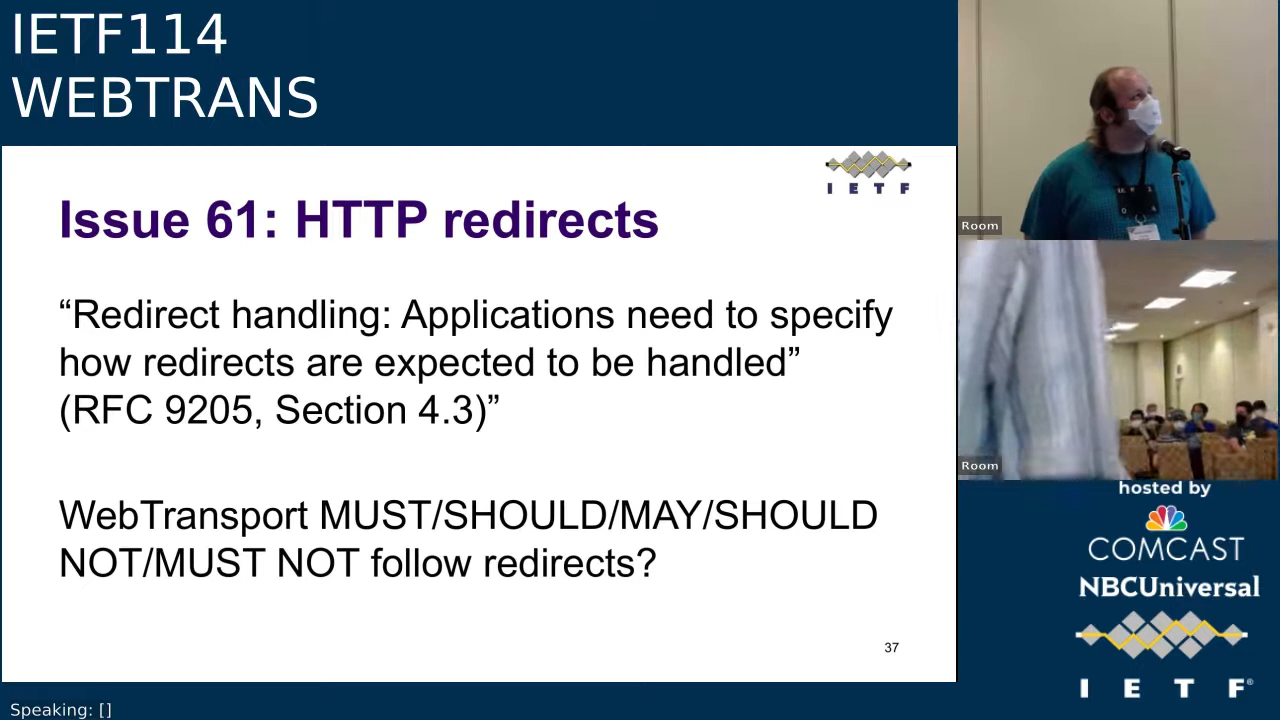 IETF114
WEBTRANS
I E T F
Issue 61: HTTP redirects
“Redirect handling: Applications need to specify
how redirects are expected to be handled”
(RFC 9205, Section 4.3)”
WebTransport MUST/SHOULD/MAY/SHOULD
NOT/MUST NOT follow redirects?
37
Room
Room
hosted by
COMCAST
NBCUniversal
I E T F®
Speaking: []